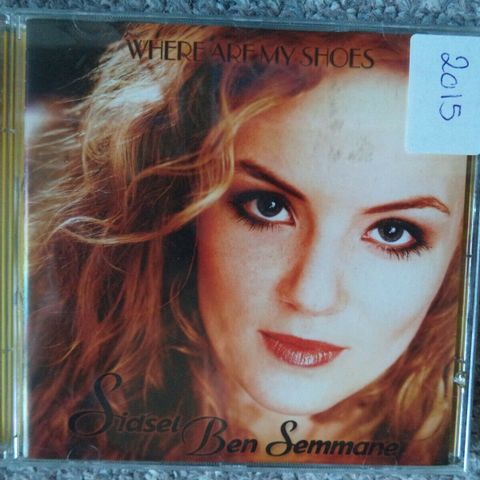 WHERE ARE MY SHOES
2015
Sidsel
Ben Semmane